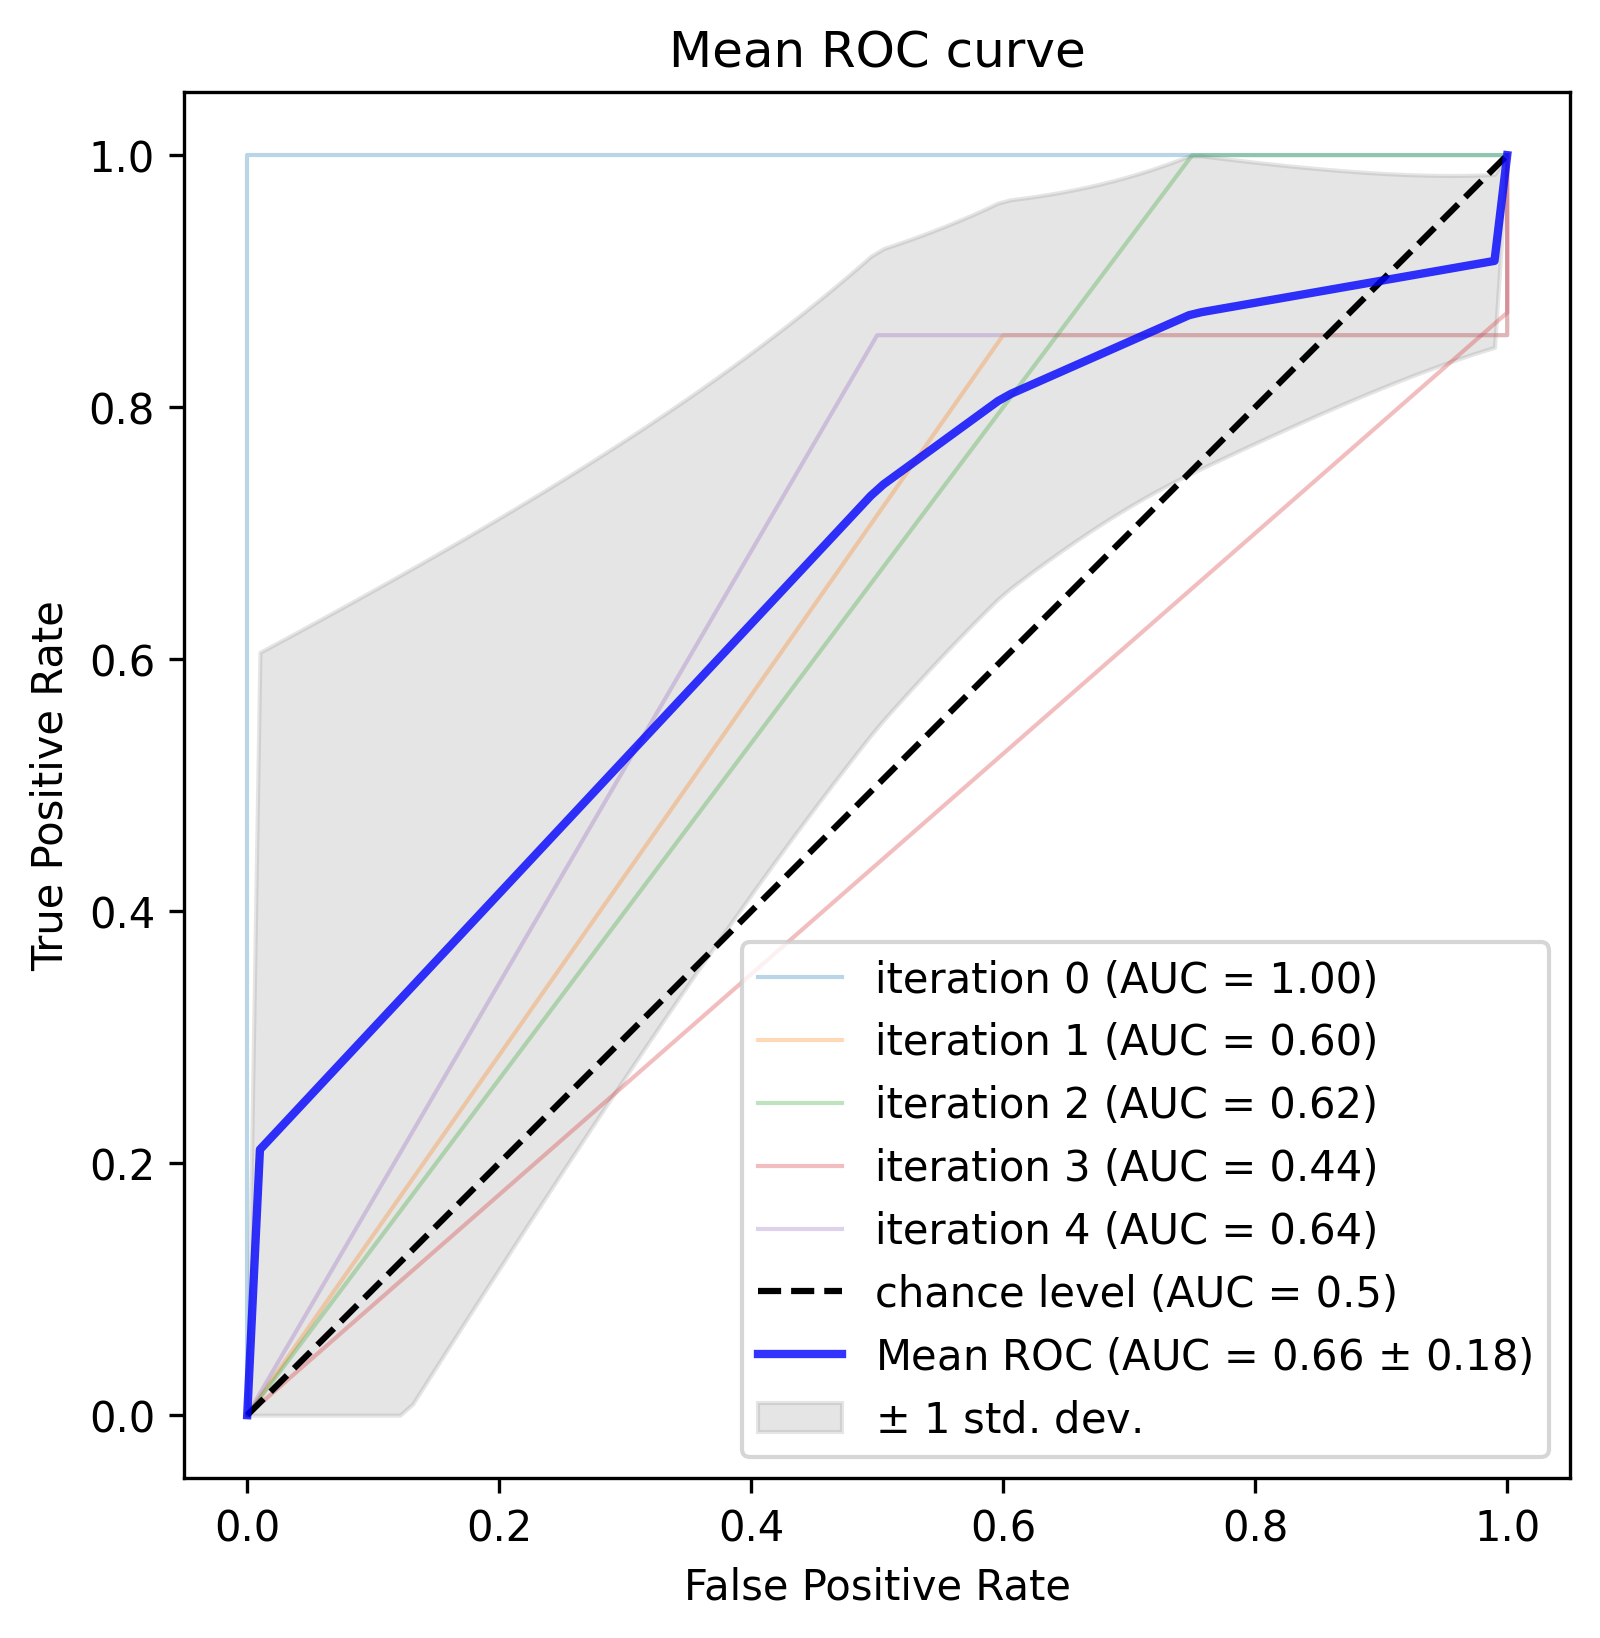 Mean ROC curve
1.0
0.8
0.6
0.4
0.2
0.0
True Positive Rate
iteration 0 (AUC = 1.00)
iteration 1 (AUC = 0.60)
iteration 2 (AUC = 0.62)
iteration 3 (AUC = 0.44)
iteration 4 (AUC = 0.64)
chance level (AUC = 0.5)
Mean ROC (AUC = 0.66 ± 0.18)
± 1 std. dev.
0.0 0.2 0.4 0.6 0.8 1.0
False Positive Rate